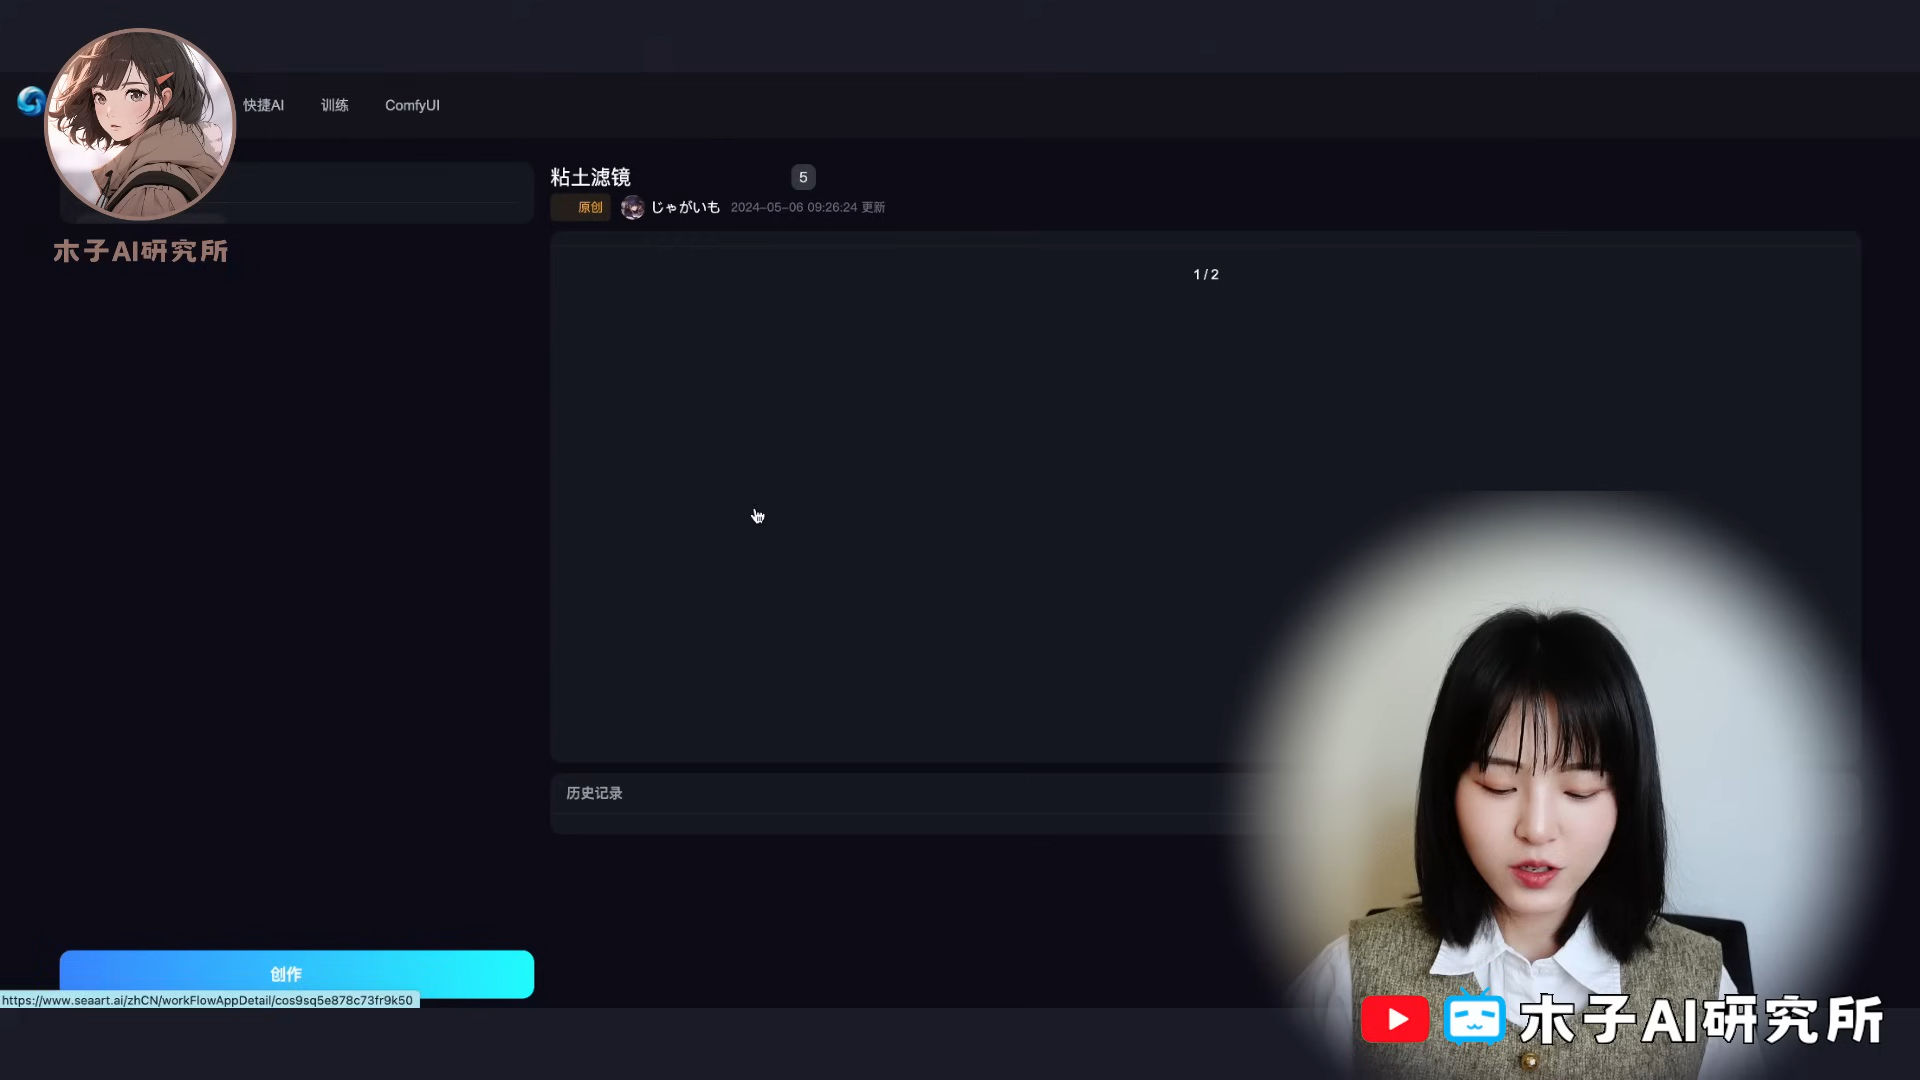 快捷AI
训练
ComfyUI
木子AI研究所
粘土滤镜
5
原创
じゃがいも
2024-05-06 09:26:24 更新
1 / 2
历史记录
创作
https://www.seaart.ai/zhCN/workFlowAppDetail/cos9sq5e878c73fr9k50
木子AI研究所